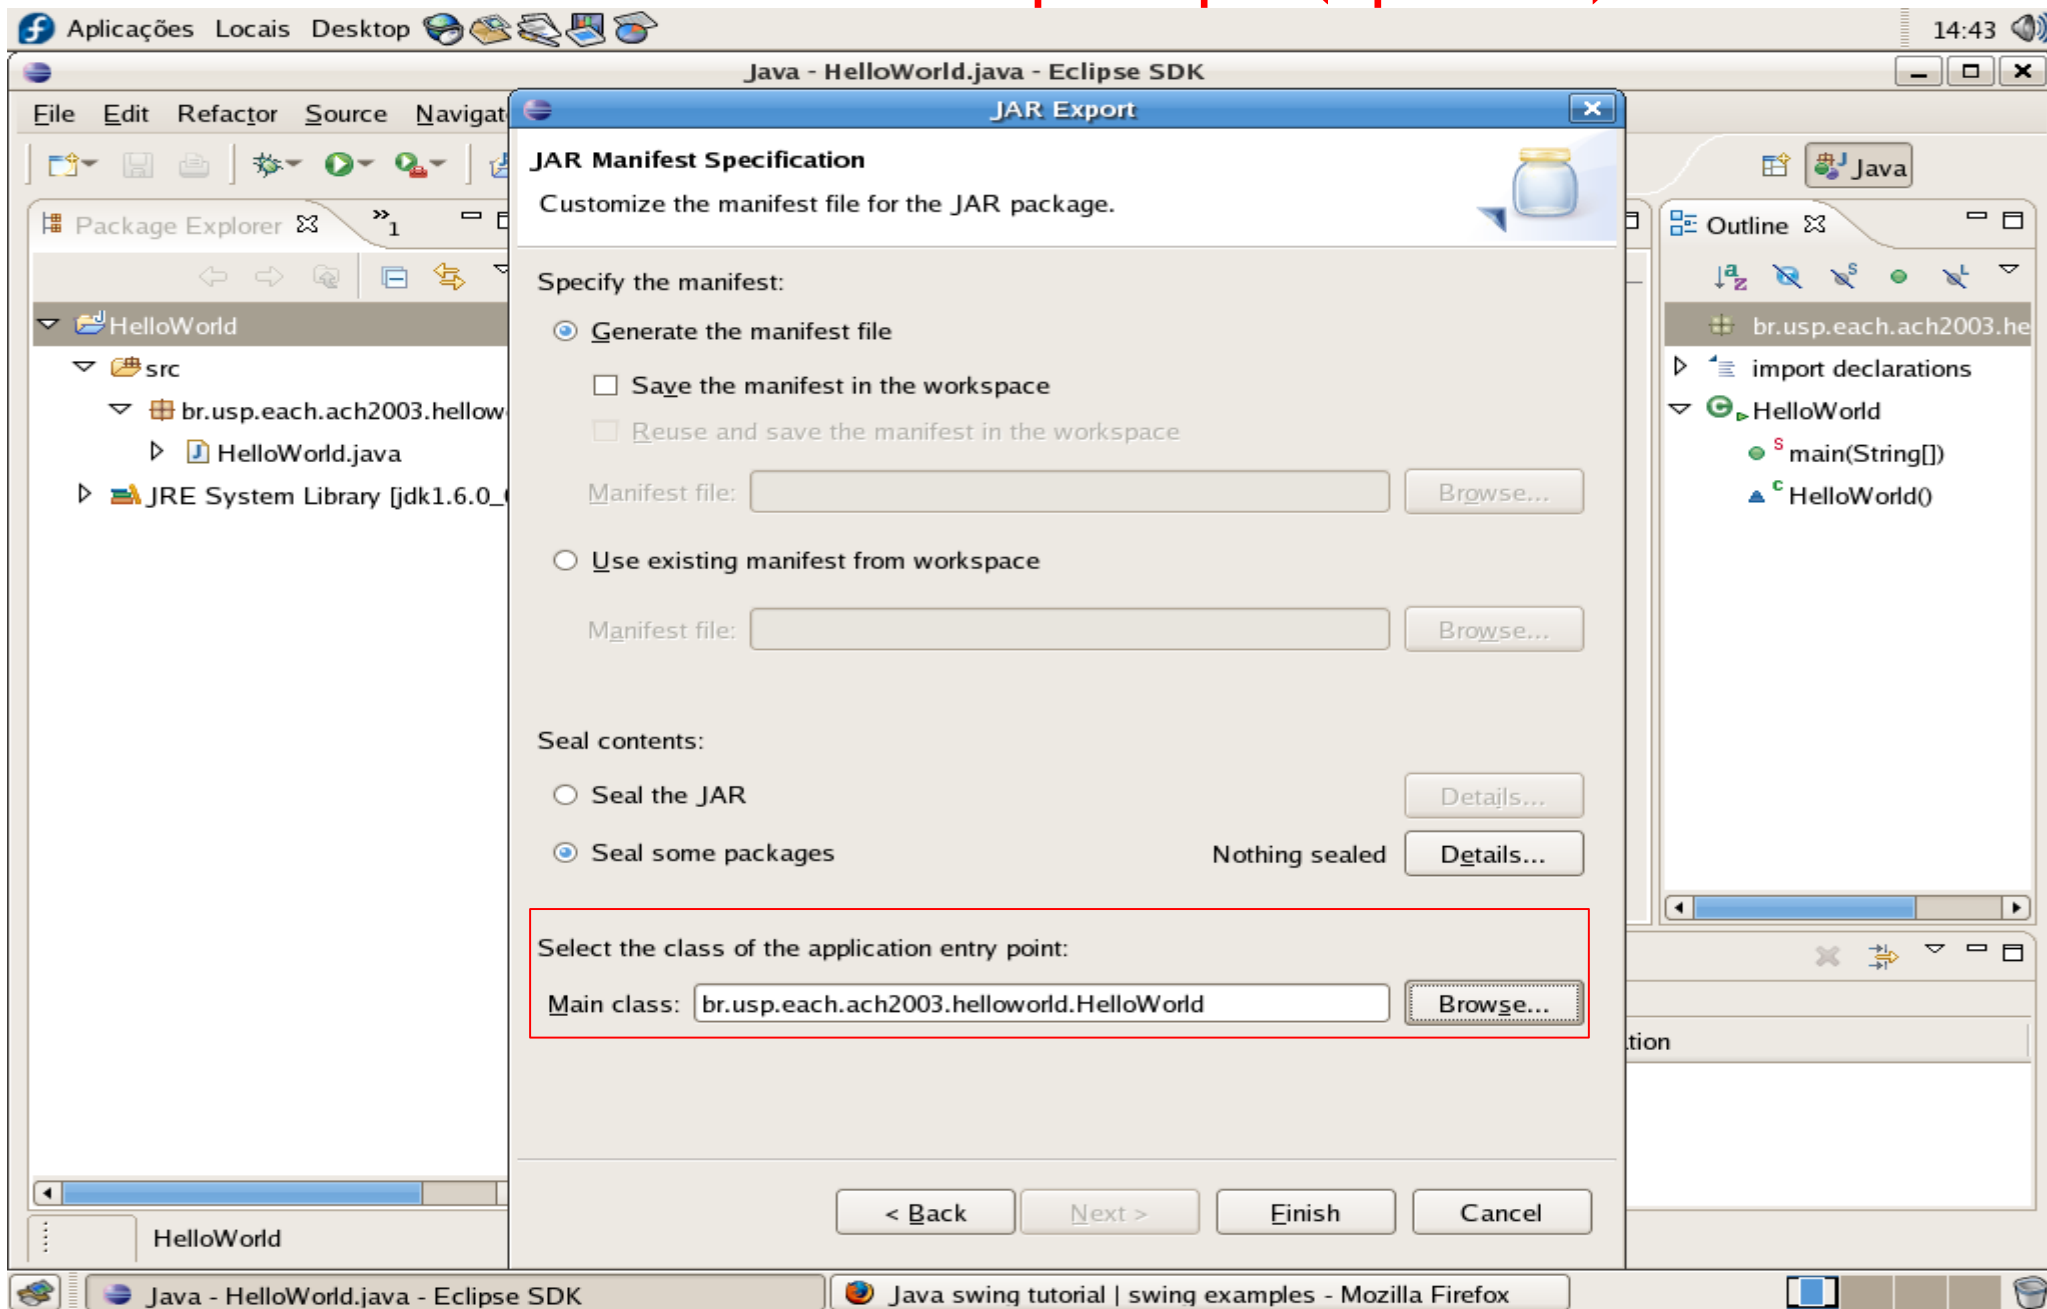 Aplicações Locais Desktop 14:43
Java - HelloWorld.java - Eclipse SDK
File Edit Refactor Source Navigat
JAR Export
JAR Manifest Specification
Customize the manifest file for the JAR package.
Java
Package Explorer
1
Outline
Specify the manifest:
Generate the manifest file
Save the manifest in the workspace
Reuse and save the manifest in the workspace
Manifest file: Browse...
Use existing manifest from workspace
Manifest file: Browse...
Seal contents:
Seal the JAR Details...
Seal some packages Nothing sealed Details...
Select the class of the application entry point:
Main class: br.usp.each.ach2003.helloworld.HelloWorld Browse...
< Back Next > Finish Cancel
HelloWorld
src
br.usp.each.ach2003.hellow
HelloWorld.java
JRE System Library [jdk1.6.0_
br.usp.each.ach2003.he
import declarations
HelloWorld
main(String[])
HelloWorld()
tion
HelloWorld
Java - HelloWorld.java - Eclipse SDK
Java swing tutorial | swing examples - Mozilla Firefox